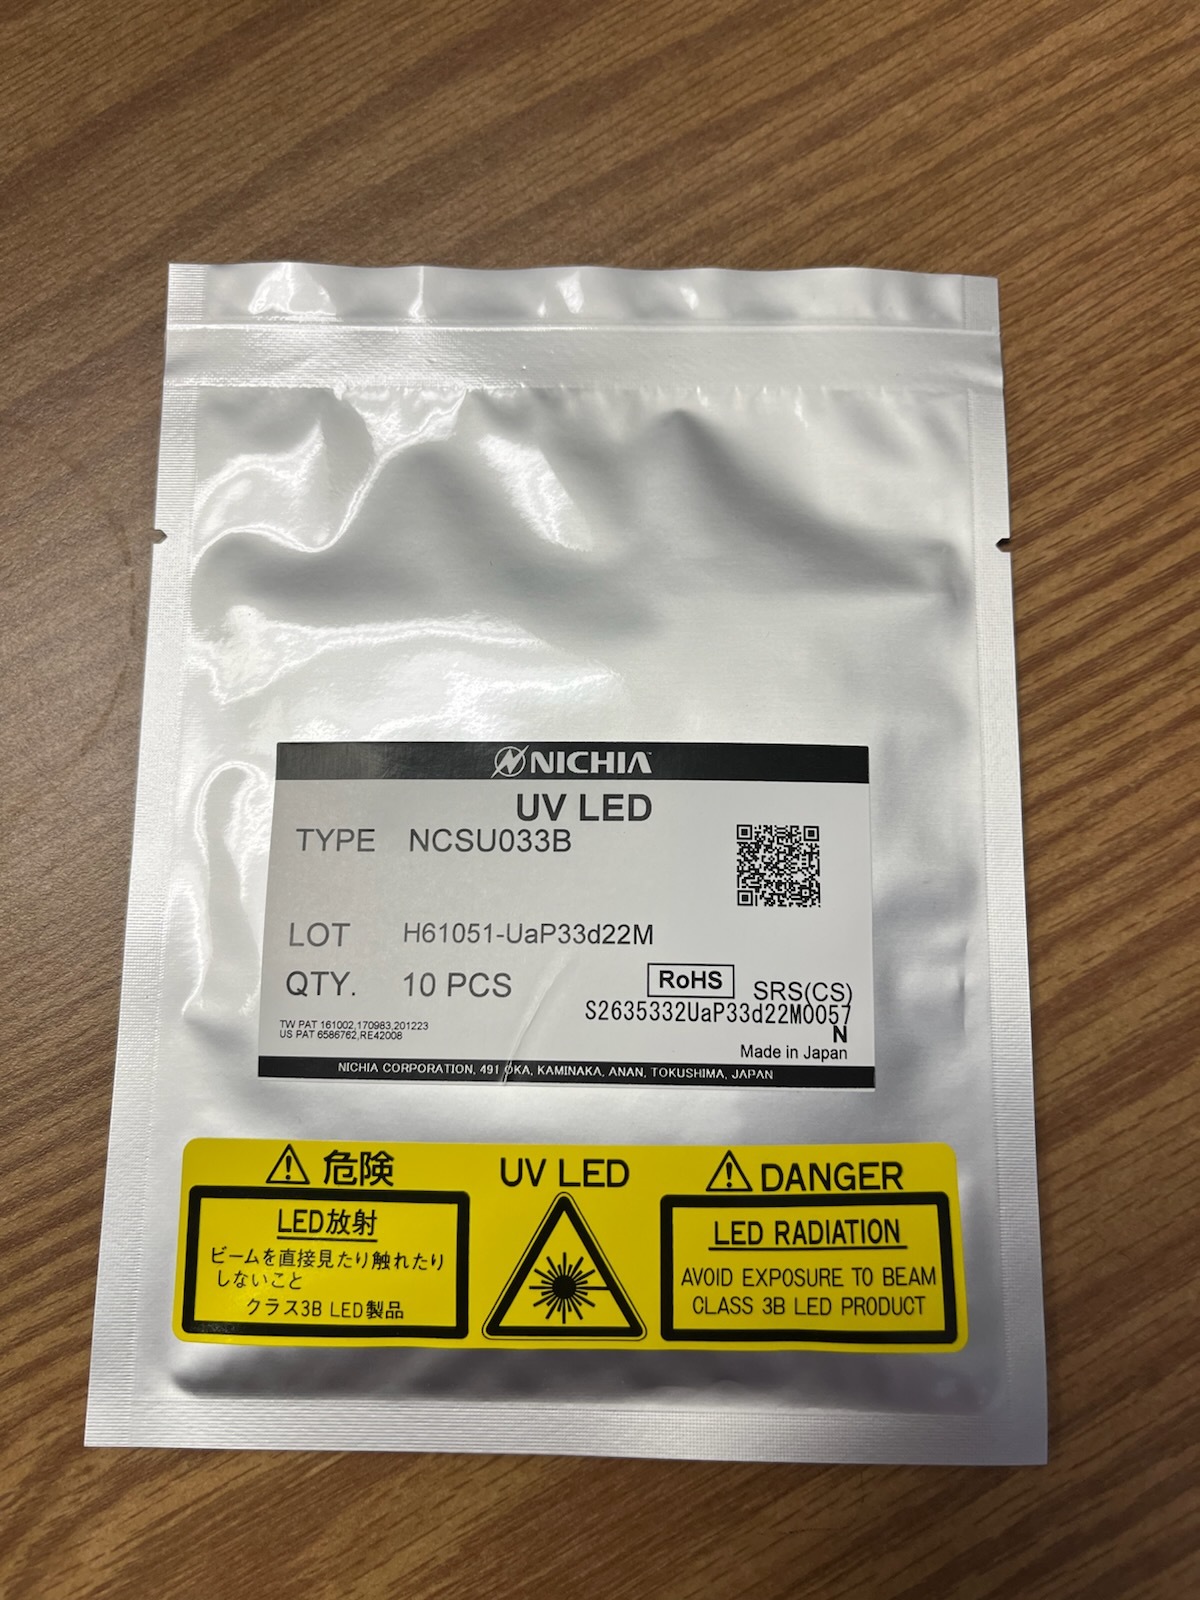 NICHIA
UV LED
TYPE NCSU033B
LOT H61051-UaP33d22M
QTY. 10 PCS
RoHS SRS(CS)
S2635332UaP33d22M0057
N
TW PAT 161002,170983,201223
US PAT 6586762,RE42008
Made in Japan
NICHIA CORPORATION, 491 OKA, KAMINAKA, ANAN, TOKUSHIMA, JAPAN
危険
LED放射
ビームを直接見たり触れたり
しないこと
クラス3B LED製品
UV LED
DANGER
LED RADIATION
AVOID EXPOSURE TO BEAM
CLASS 3B LED PRODUCT